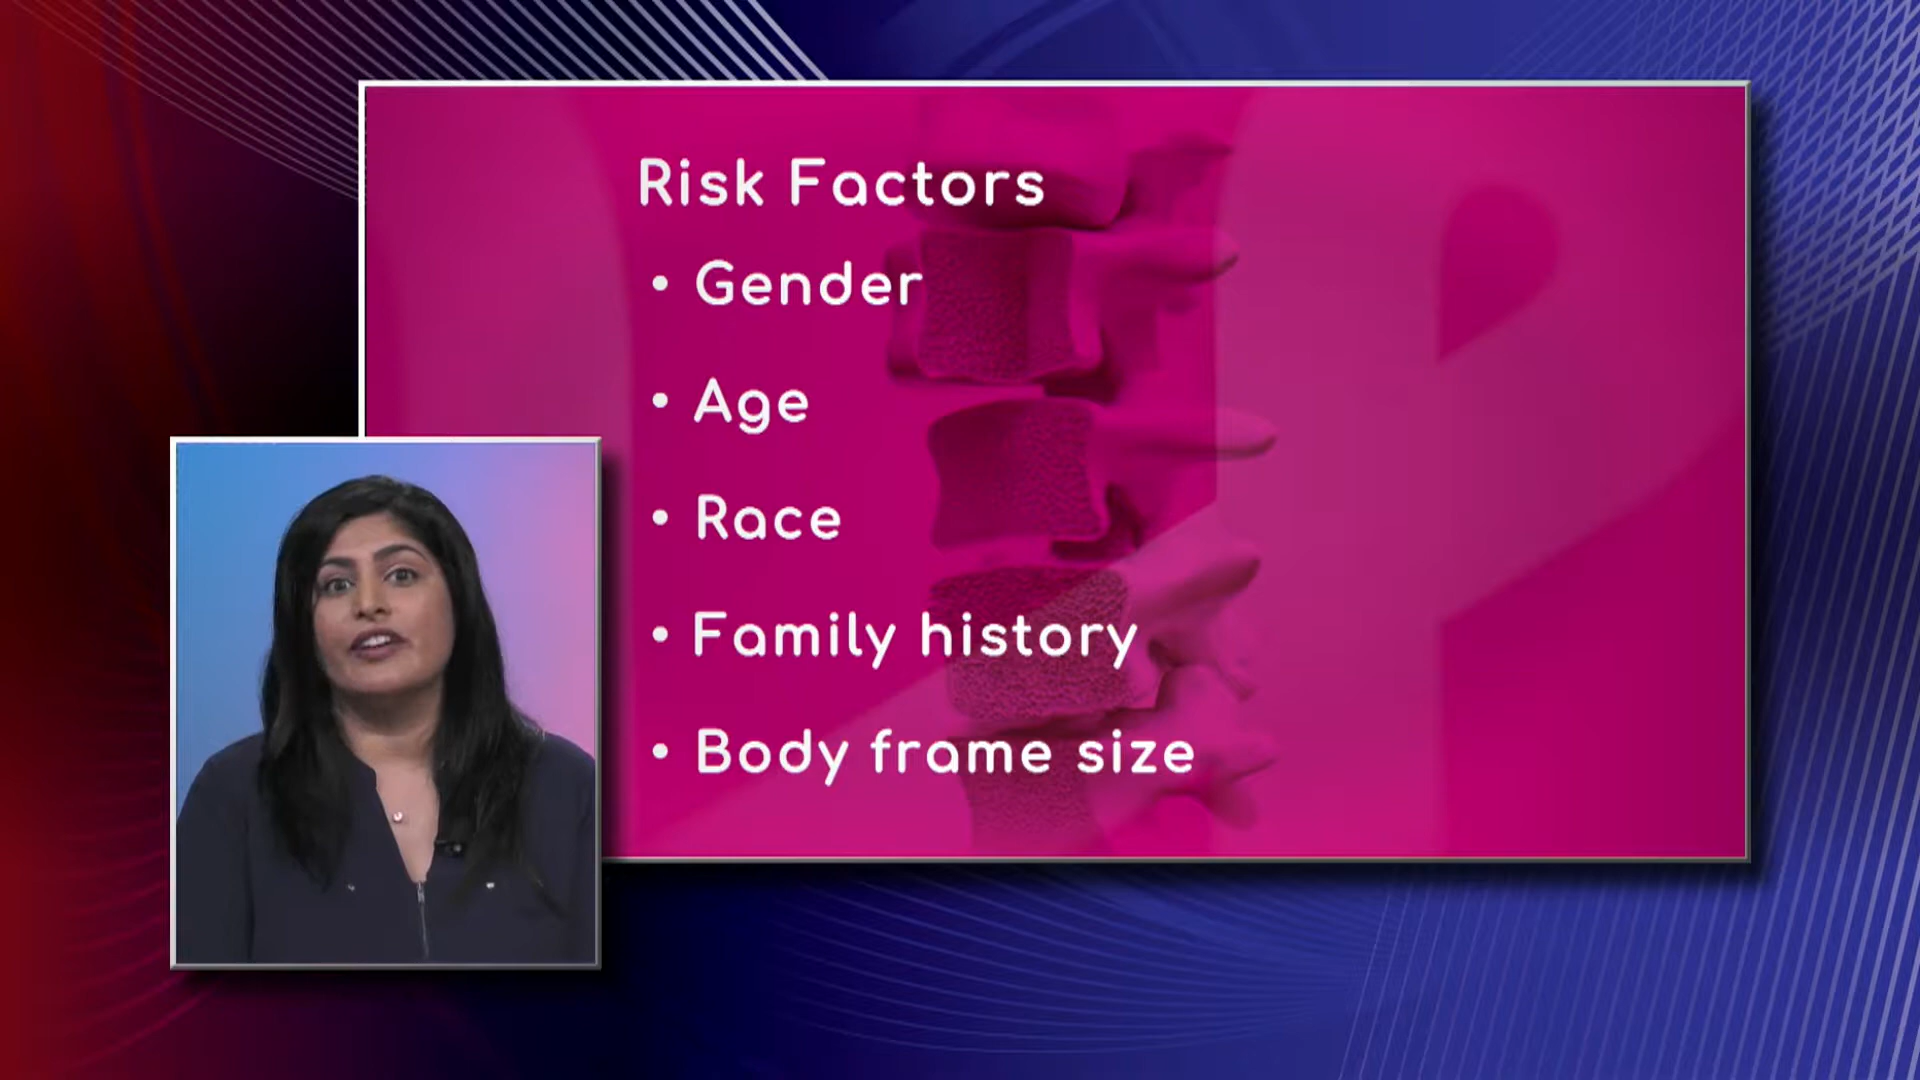 Risk Factors
• Gender
• Age
• Race
• Family history
• Body frame size